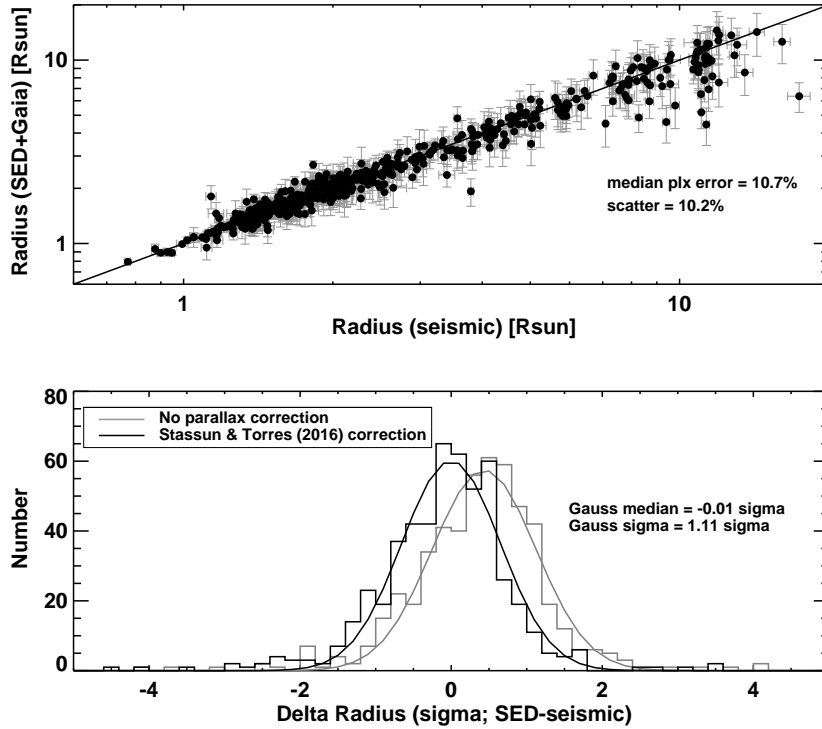 Radius (SED+Gaia) [Rsun]
10
1
median plx error = 10.7%
scatter = 10.2%
1
10
Radius (seismic) [Rsun]
Number
80
60
40
20
0
No parallax correction
Stassun & Torres (2016) correction
Gauss median = -0.01 sigma
Gauss sigma = 1.11 sigma
-4
-2
0
2
4
Delta Radius (sigma; SED-seismic)